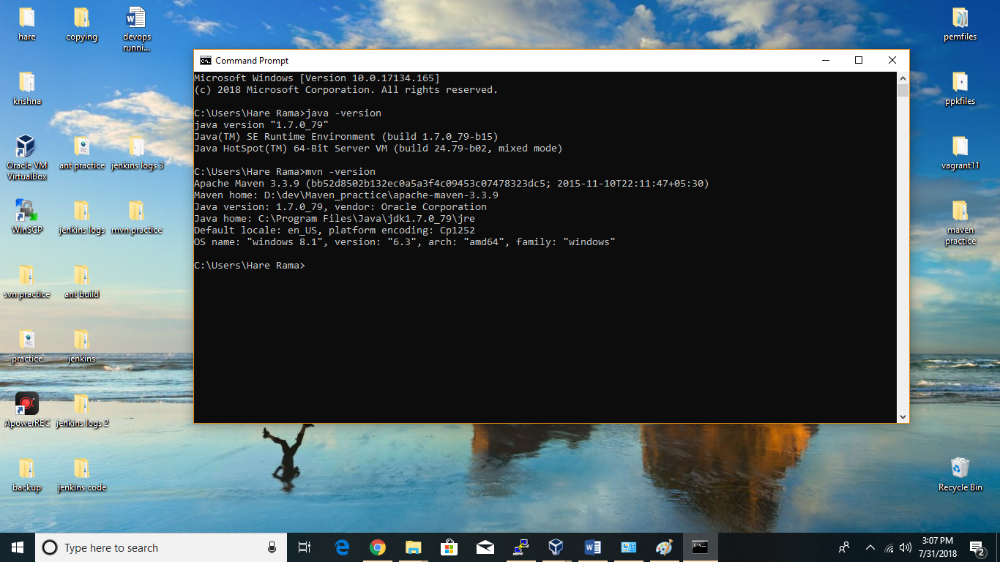 hare
copying
devops
runni...
krishna
Oracle VM
VirtualBox
ant practice
jenkins logs 3
WinSCP
jenkins logs
mvn practice
svn practice
ant build
practice
jenkins
ApowerREC
jenkins logs 2
backup
jenkins code
Command Prompt
Microsoft Windows [Version 10.0.17134.165]
(c) 2018 Microsoft Corporation. All rights reserved.
C:\Users\Hare Rama>java -version
java version "1.7.0_79"
Java(TM) SE Runtime Environment (build 1.7.0_79-b15)
Java HotSpot(TM) 64-Bit Server VM (build 24.79-b02, mixed mode)
C:\Users\Hare Rama>mvn -version
Apache Maven 3.3.9 (bb52d8502b132ec0a5a3f4c09453c07478323dc5; 2015-11-10T22:11:47+05:30)
Maven home: D:\dev\Maven_practice\apache-maven-3.3.9
Java version: 1.7.0_79, vendor: Oracle Corporation
Java home: C:\Program Files\Java\jdk1.7.0_79\jre
Default locale: en_US, platform encoding: Cp1252
OS name: "windows 8.1", version: "6.3", arch: "amd64", family: "windows"
C:\Users\Hare Rama>
pemfiles
ppkfiles
vagrant11
maven
practice
Recycle Bin
Type here to search
3:07 PM
7/31/2018
2